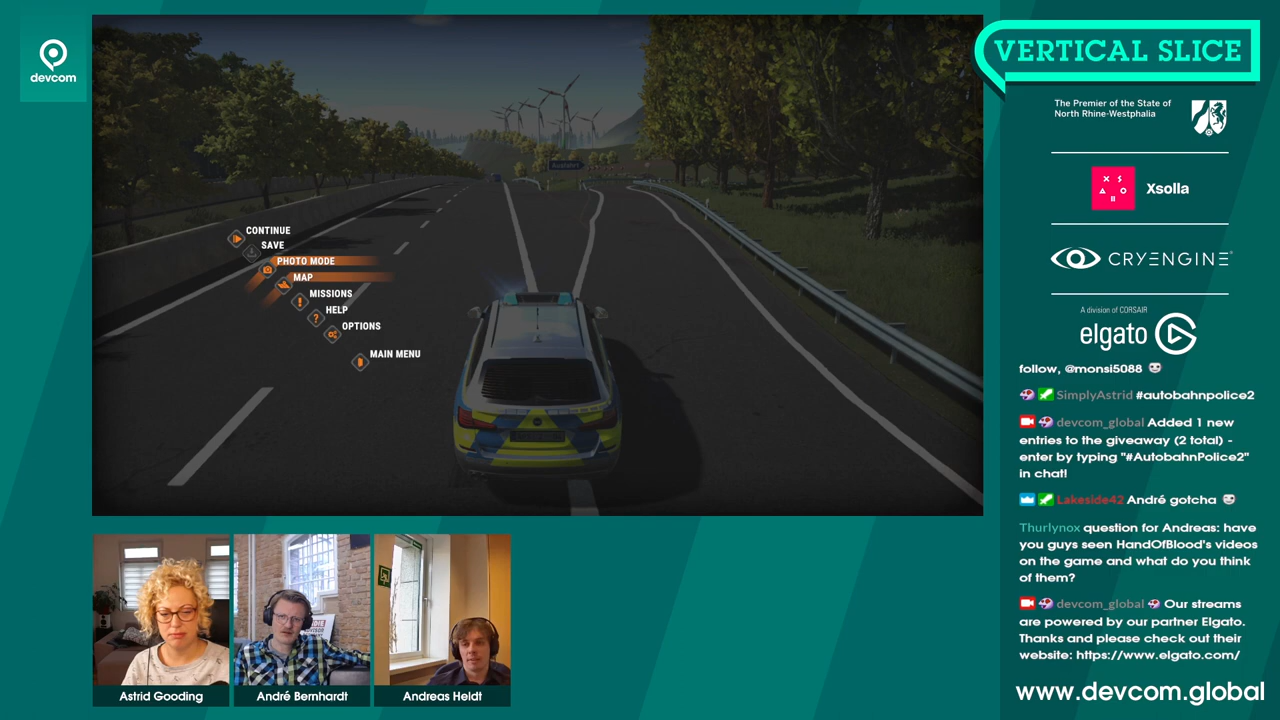 devcom
VERTICAL SLICE
The Premier of the State of
North Rhine-Westphalia
Xsolla
CRYENGINE
A division of CORSAIR
elgato
CONTINUE
SAVE
PHOTO MODE
MAP
MISSIONS
HELP
OPTIONS
MAIN MENU
Ausfahrt
follow, @monsi5088
SimplyAstrid #autobahnpolice2
devcom_global Added 1 new
entries to the giveaway (2 total) -
enter by typing "#AutobahnPolice2"
in chat!
Lakeside42 André gotcha
Thurlynox question for Andreas: have
you guys seen HandOfBlood's videos
on the game and what do you think
of them?
devcom_global Our streams
are powered by our partner Elgato.
Thanks and please check out their
website: https://www.elgato.com/
www.devcom.global
Astrid Gooding
André Bernhardt
Andreas Heldt